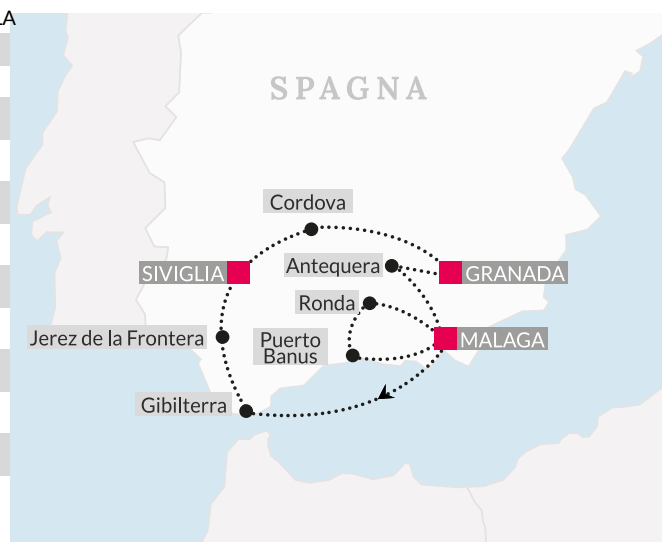 LA
SPAGNA
Cordova
Antequera
SIVIGLIA
GRANADA
Ronda
Jerez de la Frontera
Puerto
Banus
MALAGA
Gibilterra